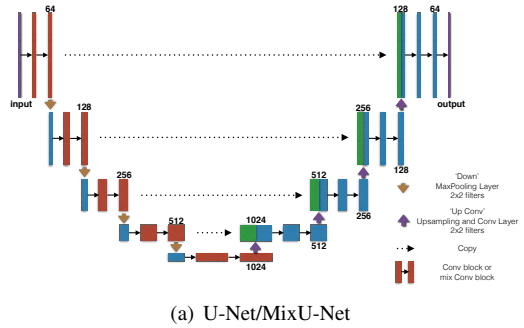 64
input
128
256
512
1024
1024
512
512
256
256
128
128
64
output
'Down'
MaxPooling Layer
2x2 filters
'Up Conv'
Upsampling and Conv Layer
2x2 filters
Copy
Conv block or
mix Conv block
(a) U-Net/MixU-Net